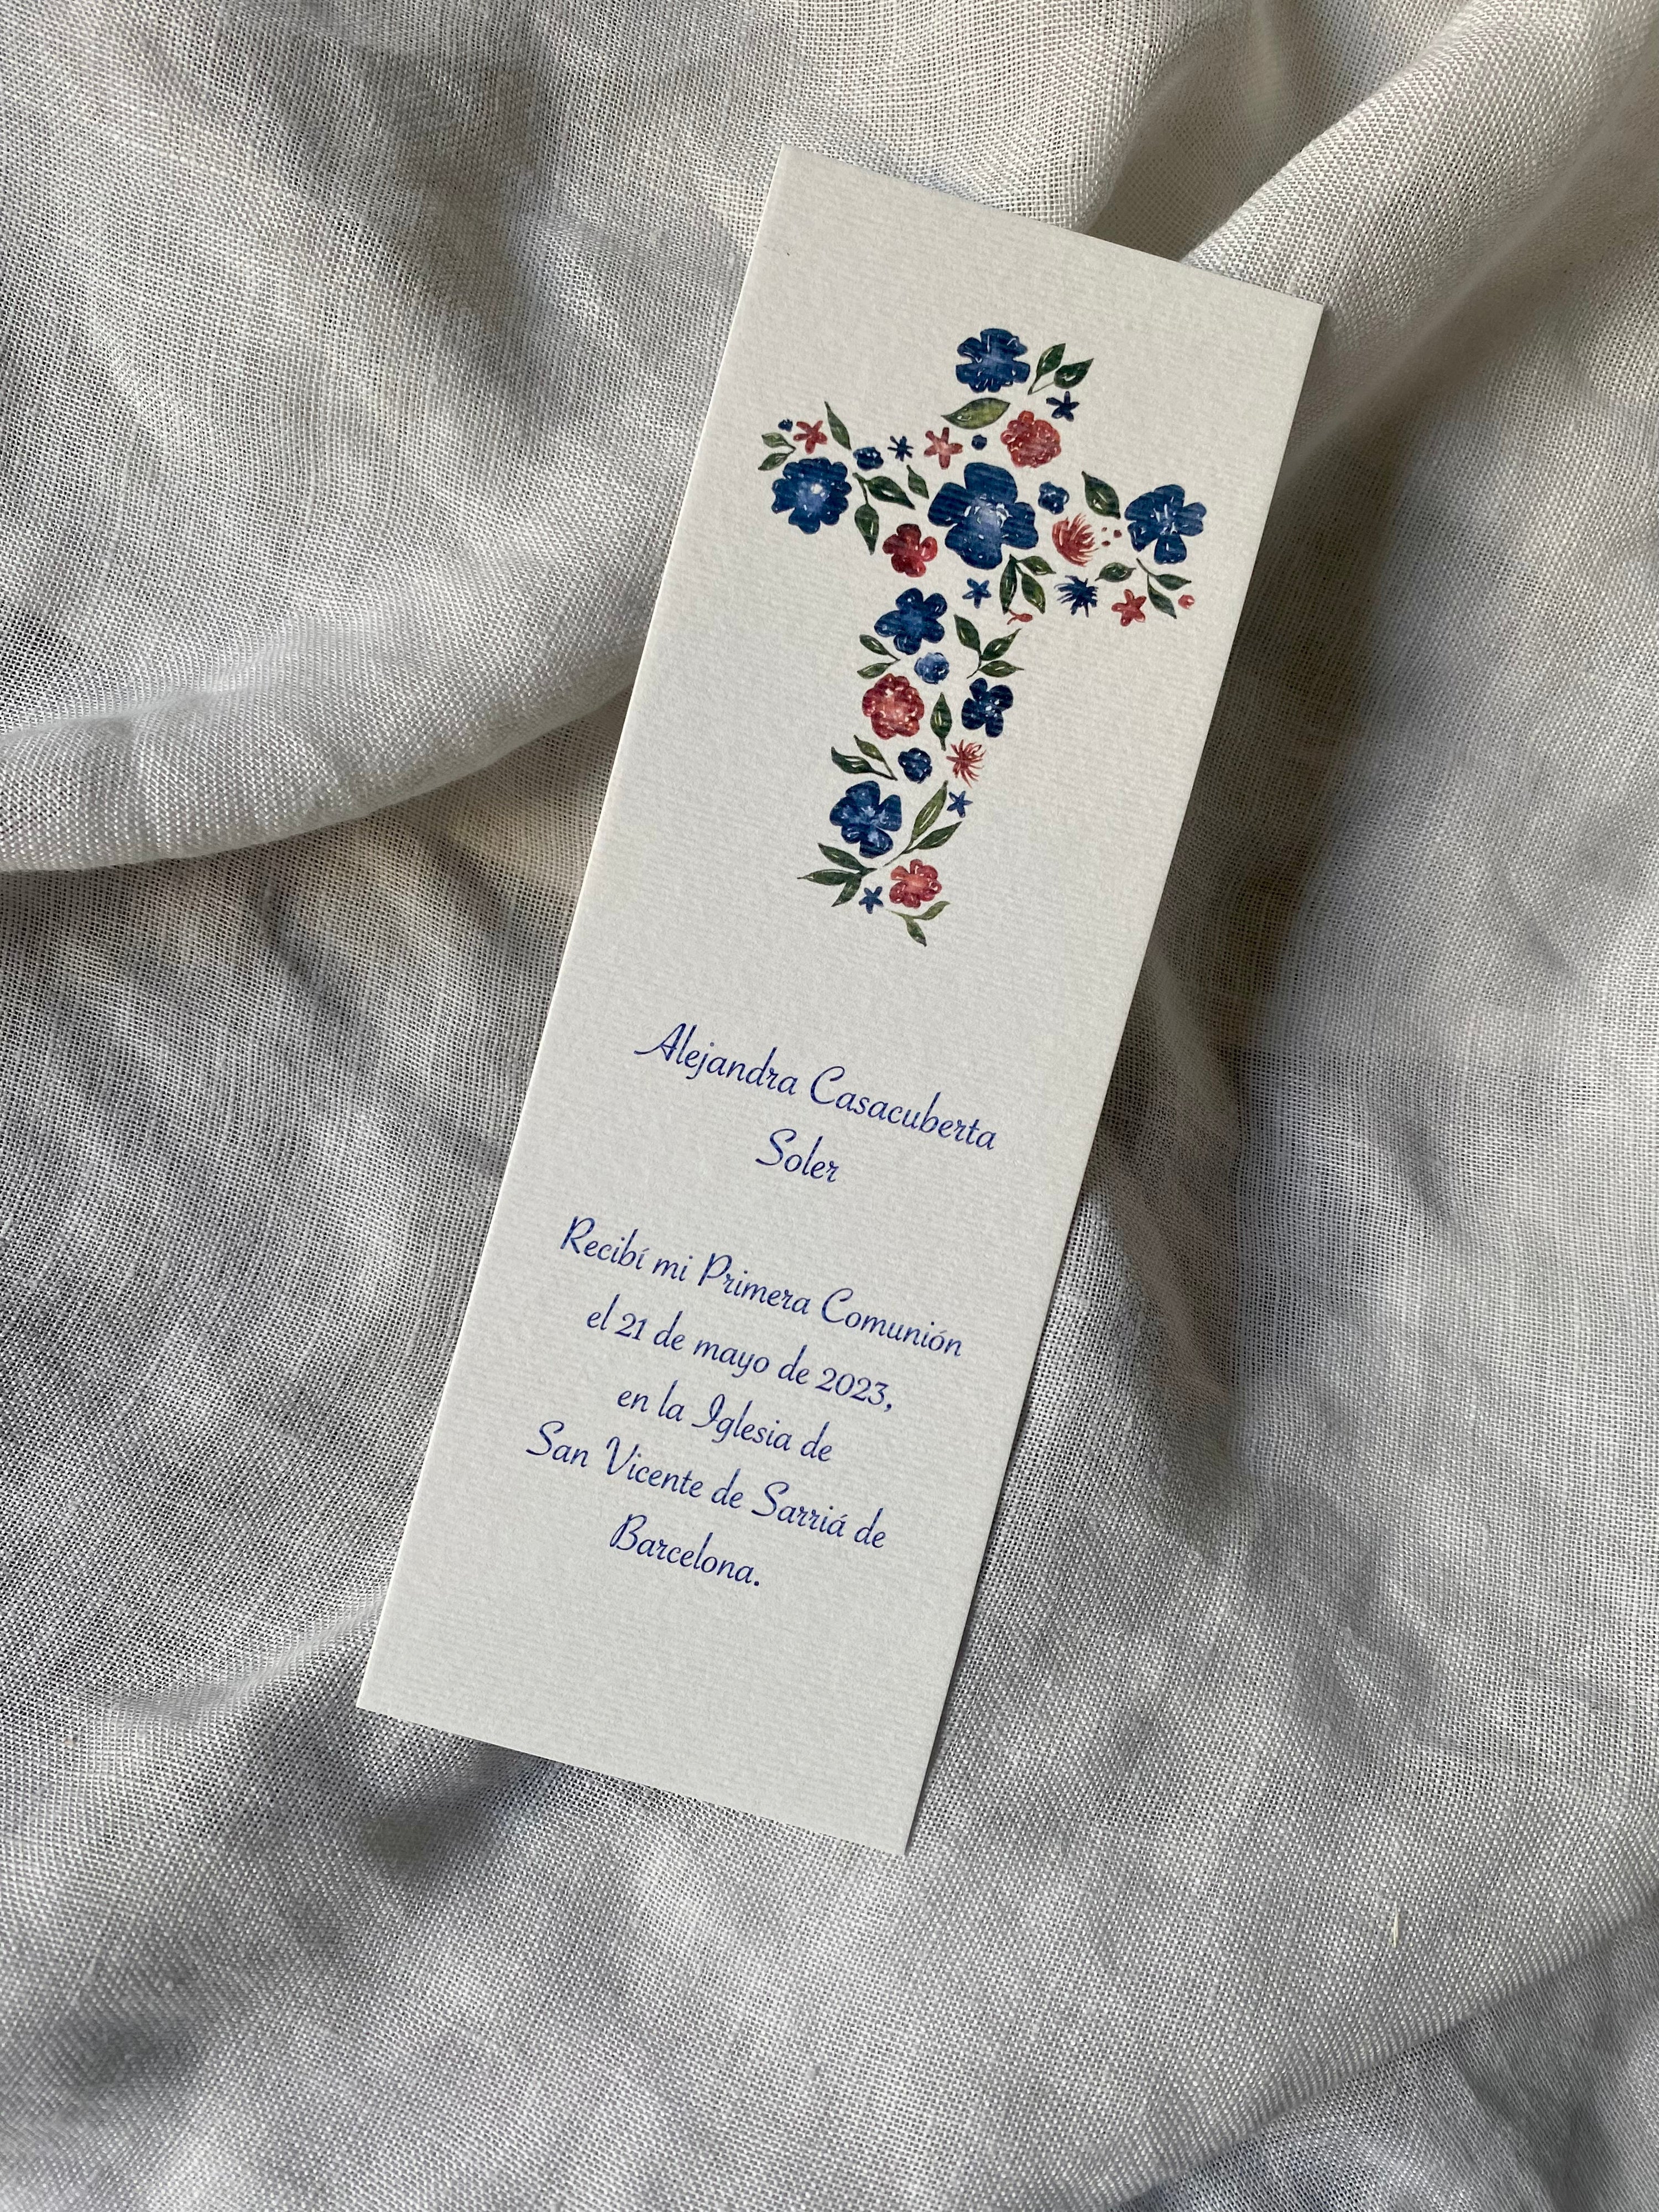 Alejandra Casacuberta
Soler
Recibí mi Primera Comunión
el 21 de mayo de 2023,
en la Iglesia de
San Vicente de Sarriá de
Barcelona.